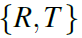 {R, T}